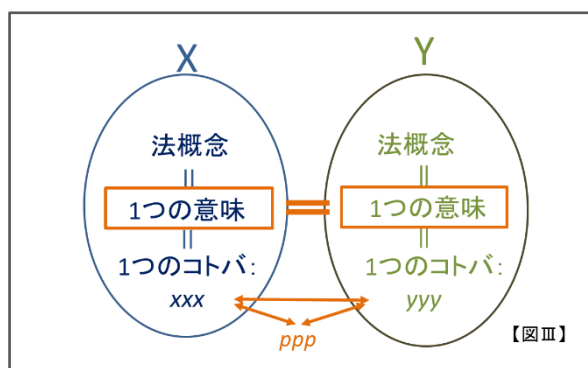 X
法概念
||
1つの意味
||
1つのコトバ：
xxx
=
Y
法概念
||
1つの意味
||
1つのコトバ：
yyy
ppp
【図Ⅲ】